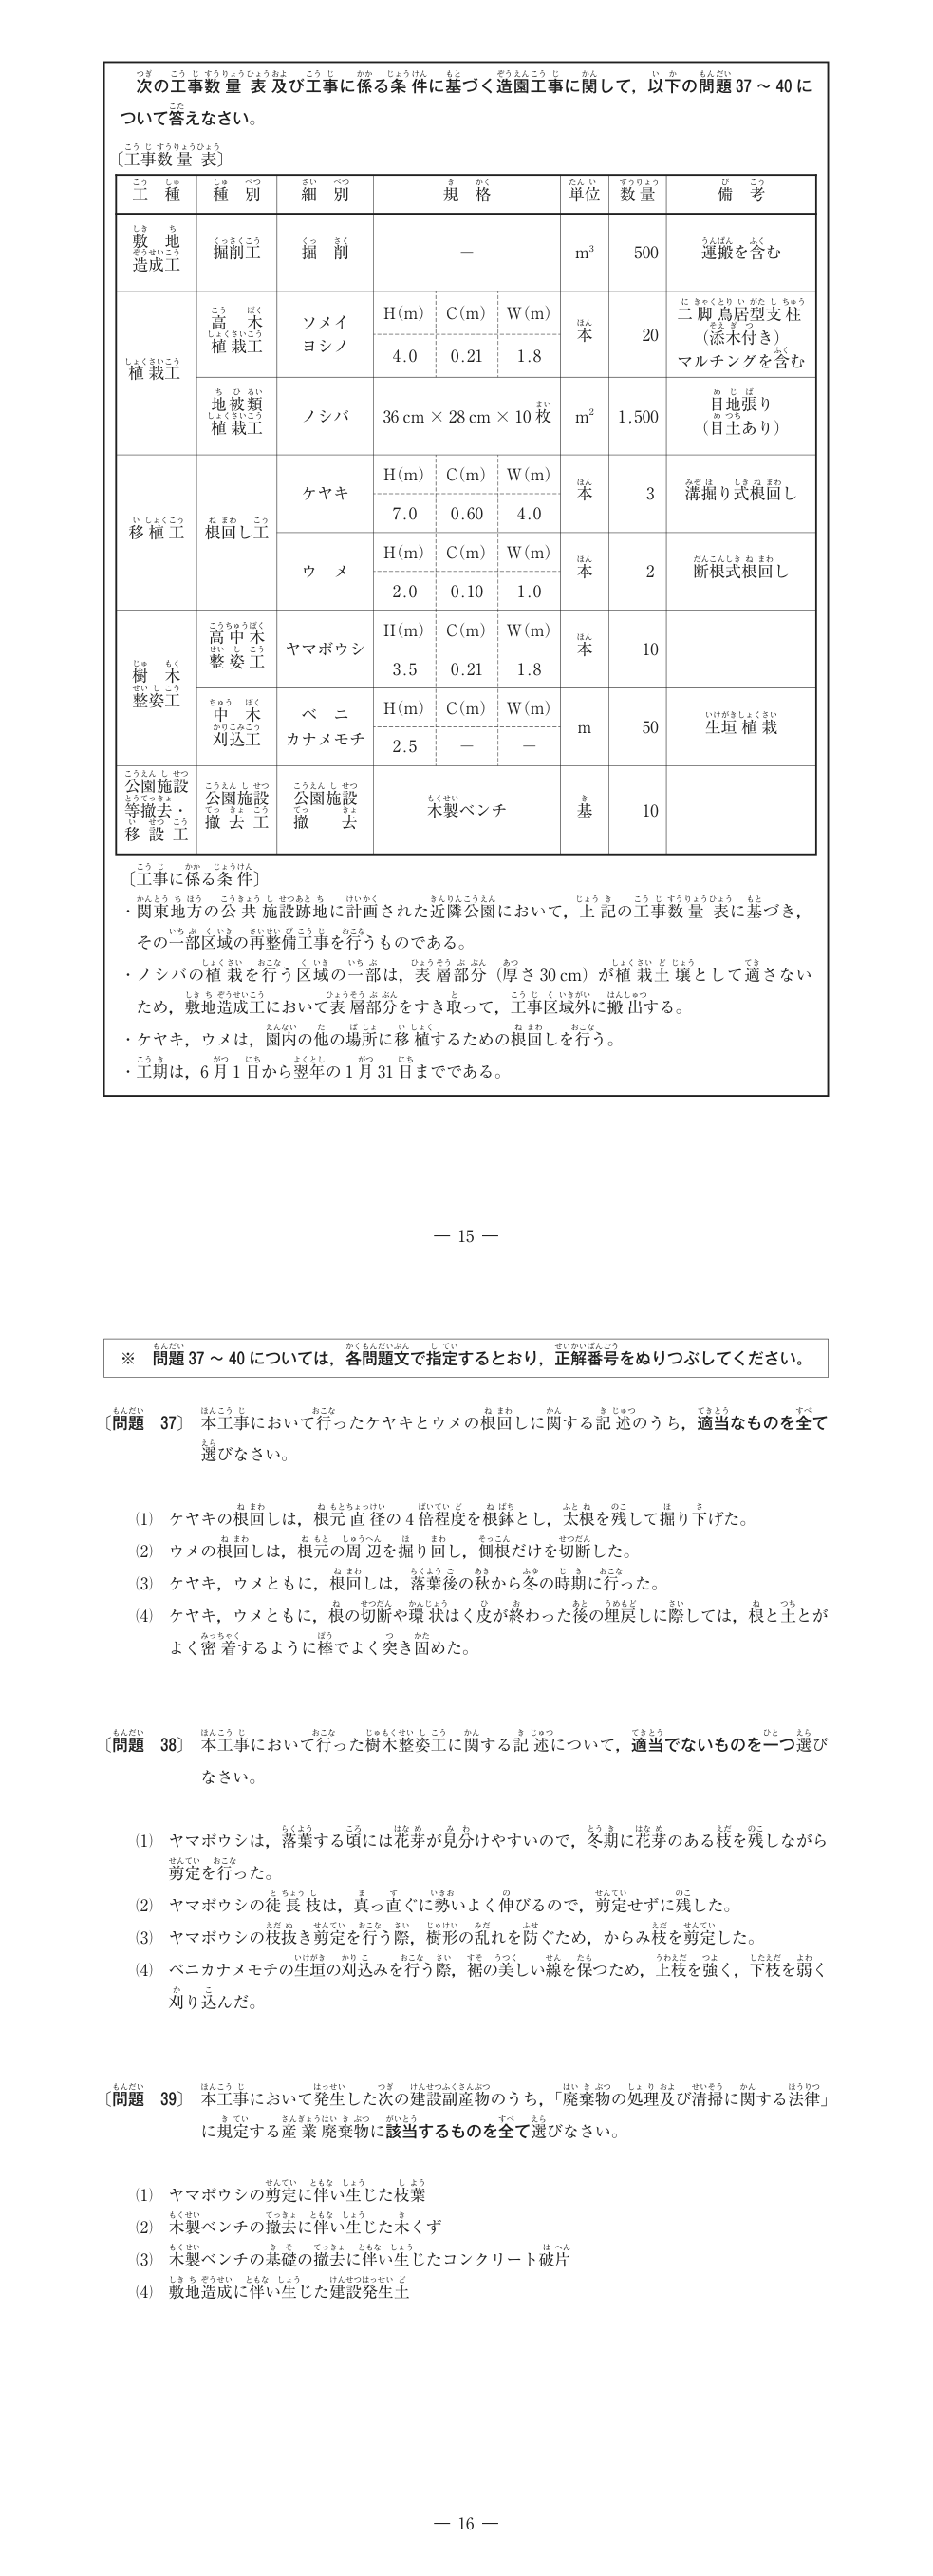 次の工事数量表及び工事に係る条件に基づく造園工事に関して，以下の問題 37 ～ 40 に
ついて答えなさい。
〔工事数量表〕
工種 種別 細別 規格 単位 数量 備考
敷地造成工 掘削工 掘削 － m³ 500 運搬を含む
植栽工 高木植栽工 ソメイヨシノ H(m) C(m) W(m) 本 20 二脚鳥居型支柱（添木付き）マルチングを含む
4.0 0.21 1.8
地被類植栽工 ノシバ 36 cm × 28 cm × 10 枚 m² 1,500 目地張り（目土あり）
移植工 根回し工 ケヤキ H(m) C(m) W(m) 本 3 溝掘り式根回し
7.0 0.60 4.0
ウメ H(m) C(m) W(m) 本 2 断根式根回し
2.0 0.10 1.0
樹木整姿工 高中木整姿工 ヤマボウシ H(m) C(m) W(m) 本 10
3.5 0.21 1.8
中木刈込工 ベニカナメモチ H(m) C(m) W(m) m 50 生垣植栽
2.5 － －
公園施設等撤去・移設工 公園施設撤去工 公園施設撤去 木製ベンチ 基 10
〔工事に係る条件〕
・関東地方の公共施設跡地に計画された近隣公園において，上記の工事数量表に基づき，
その一部区域の再整備工事を行うものである。
・ノシバの植栽を行う区域の一部は，表層部分（厚さ 30 cm）が植栽土壌として適さない
ため，敷地造成工において表層部分をすき取って，工事区域外に搬出する。
・ケヤキ，ウメは，園内の他の場所に移植するための根回しを行う。
・工期は，6 月 1 日から翌年の 1 月 31 日までである。
― 15 ―
※ 問題 37 ～ 40 については，各問題文で指定するとおり，正解番号をぬりつぶしてください。
〔問題 37〕 本工事において行ったケヤキとウメの根回しに関する記述のうち，適当なものを全て
選びなさい。
(1) ケヤキの根回しは，根元直径の 4 倍程度を根鉢とし，太根を残して掘り下げた。
(2) ウメの根回しは，根元の周辺を掘り回し，側根だけを切断した。
(3) ケヤキ，ウメともに，根回しは，落葉後の秋から冬の時期に行った。
(4) ケヤキ，ウメともに，根の切断や環状はく皮が終わった後の埋戻しに際しては，根と土とが
よく密着するように棒でよく突き固めた。
〔問題 38〕 本工事において行った樹木整姿工に関する記述について，適当でないものを一つ選び
なさい。
(1) ヤマボウシは，落葉する頃には花芽が見分けやすいので，冬期に花芽のある枝を残しながら
剪定を行った。
(2) ヤマボウシの徒長枝は，真っ直ぐに勢いよく伸びるので，剪定せずに残した。
(3) ヤマボウシの枝抜き剪定を行う際，樹形の乱れを防ぐため，からみ枝を剪定した。
(4) ベニカナメモチの生垣の刈込みを行う際，裾の美しい線を保つため，上枝を強く，下枝を弱く
刈り込んだ。
〔問題 39〕 本工事において発生した次の建設副産物のうち，「廃棄物の処理及び清掃に関する法律」
に規定する産業廃棄物に該当するものを全て選びなさい。
(1) ヤマボウシの剪定に伴い生じた枝葉
(2) 木製ベンチの撤去に伴い生じた木くず
(3) 木製ベンチの基礎の撤去に伴い生じたコンクリート破片
(4) 敷地造成に伴い生じた建設発生土
― 16 ―